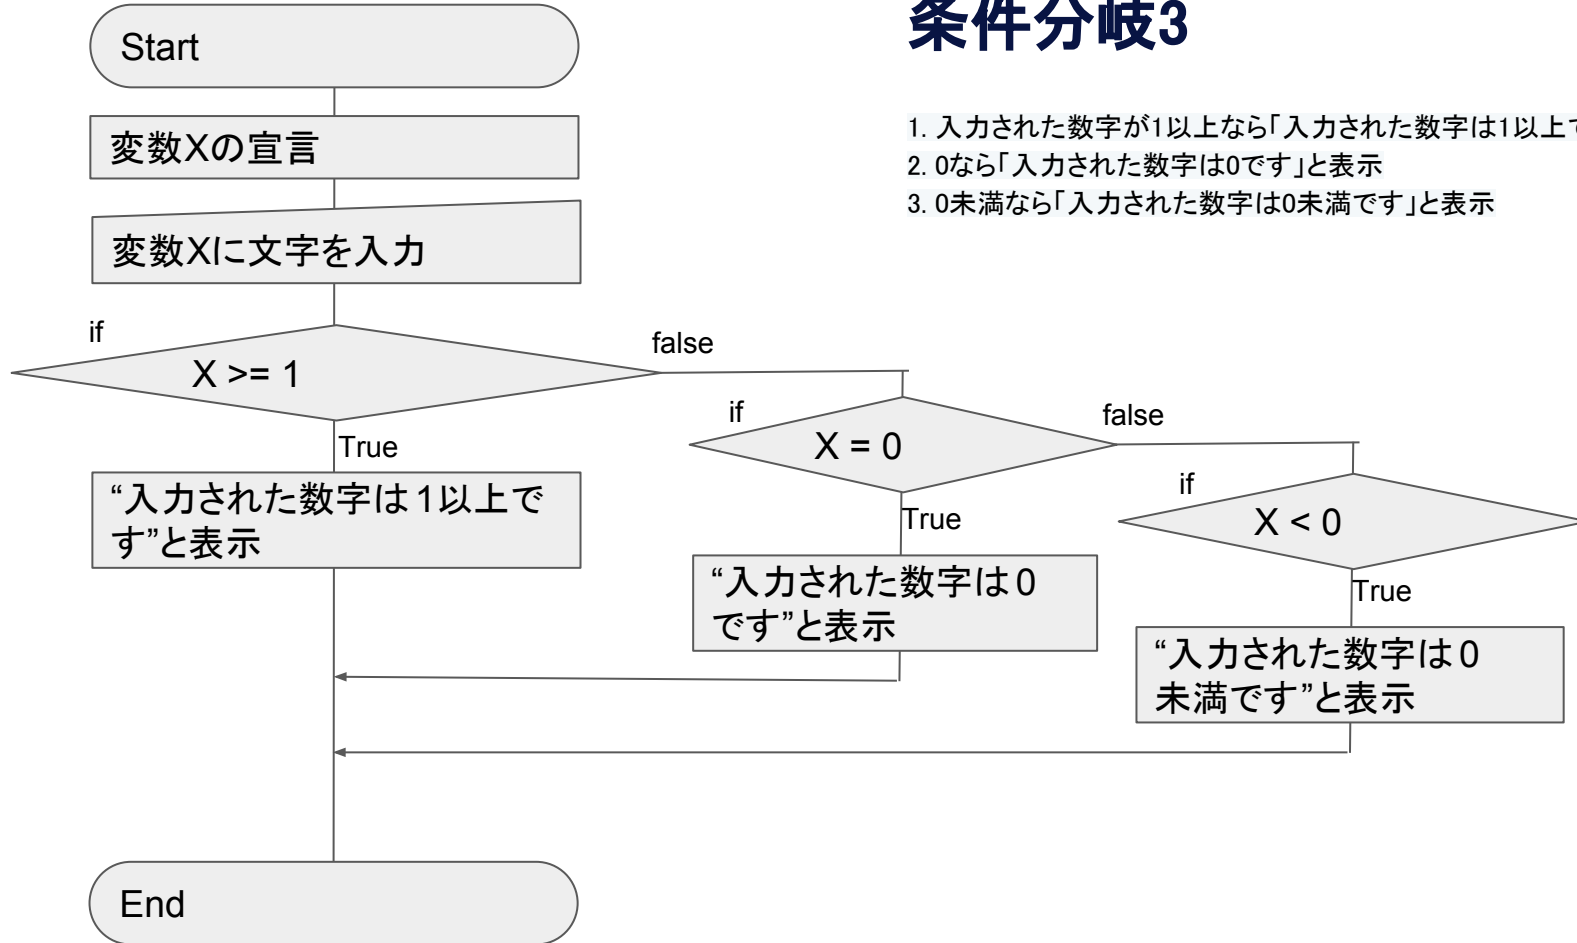 条件分岐3
1. 入力された数字が1以上なら「入力された数字は1以上で
2. 0なら「入力された数字は0です」と表示
3. 0未満なら「入力された数字は0未満です」と表示
Start
変数Xの宣言
変数Xに文字を入力
if
X >= 1
false
True
“入力された数字は1以上で
す”と表示
if
X = 0
false
True
“入力された数字は0
です”と表示
if
X < 0
True
“入力された数字は0
未満です”と表示
End